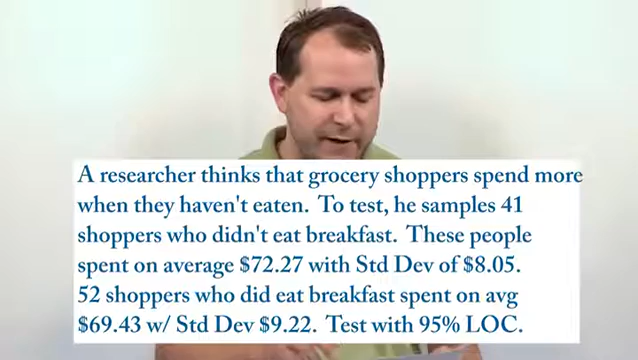 A researcher thinks that grocery shoppers spend more
when they haven't eaten. To test, he samples 41
shoppers who didn't eat breakfast. These people
spent on average $72.27 with Std Dev of $8.05.
52 shoppers who did eat breakfast spent on avg
$69.43 w/ Std Dev $9.22. Test with 95% LOC.